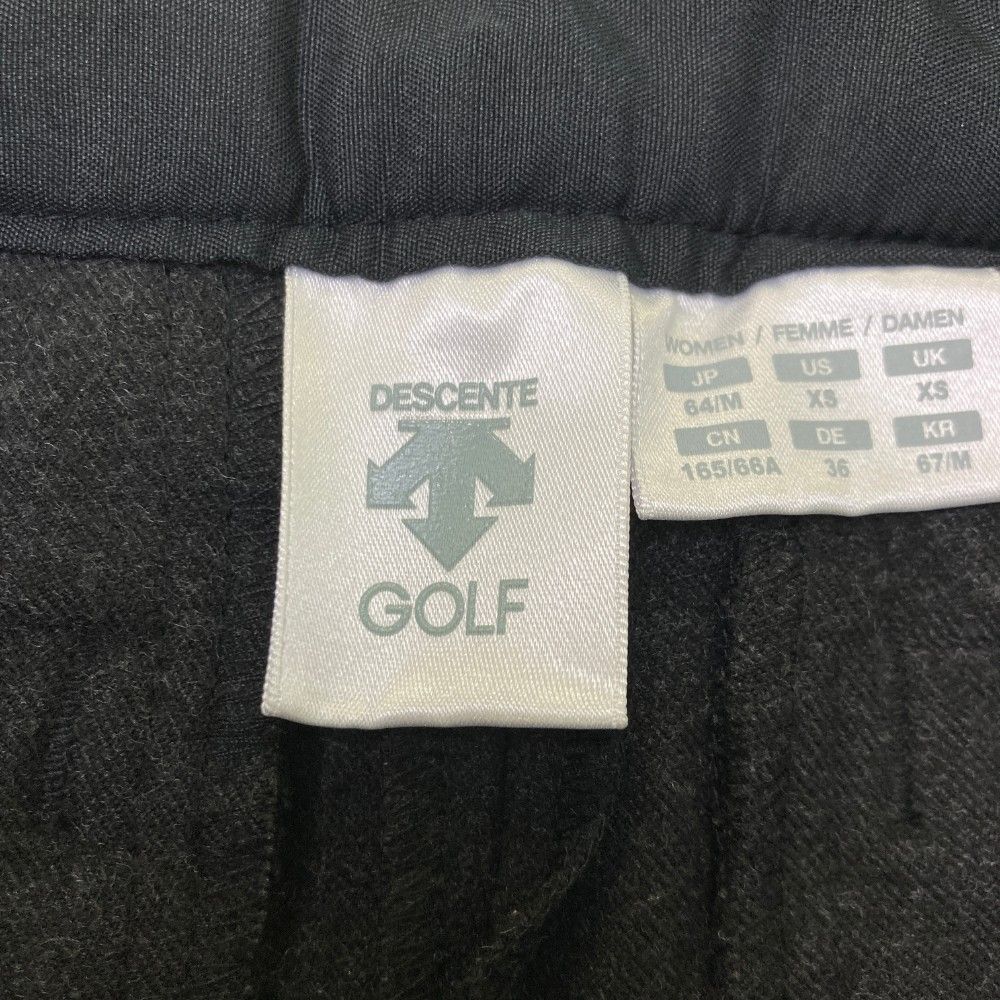 DESCENTE
GOLF
WOMEN / FEMME / DAMEN
JP US UK
64/M XS XS
CN DE KR
165/66A 36 67/M